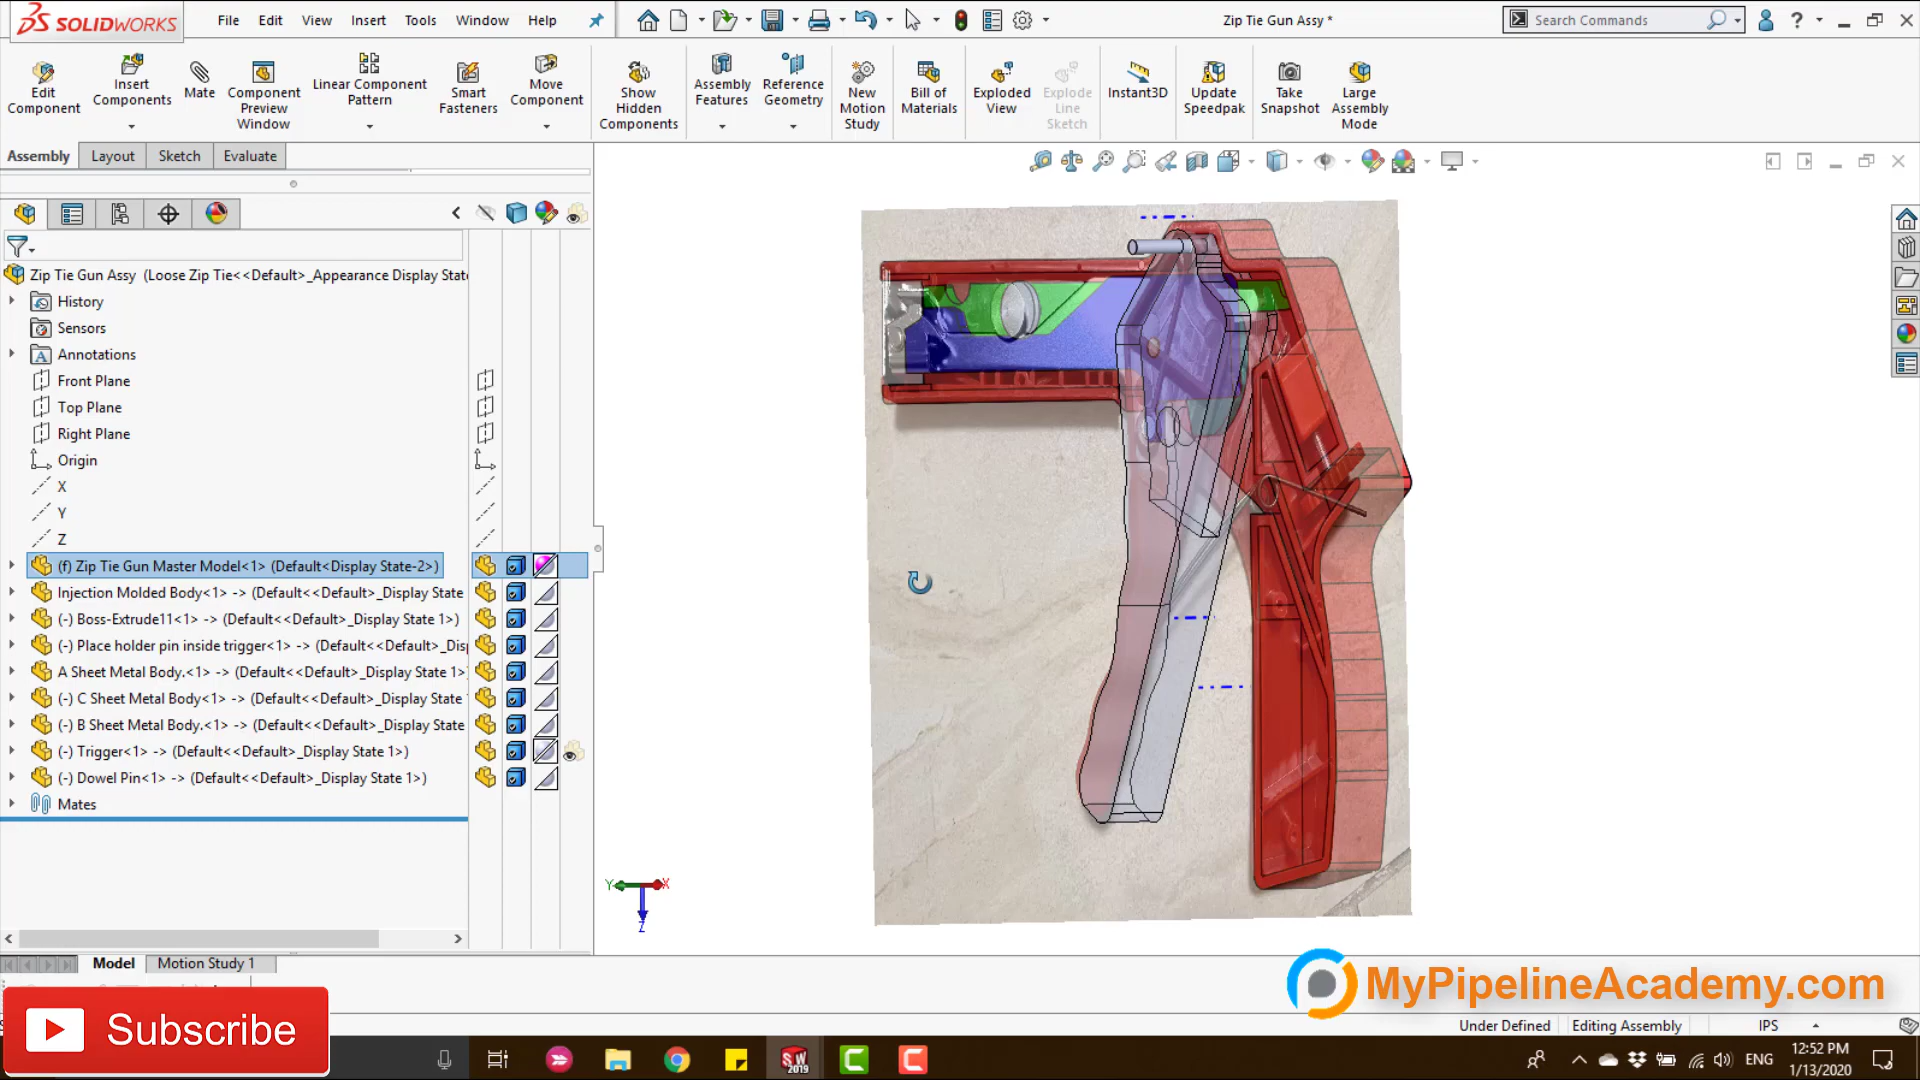 SOLIDWORKS
File Edit View Insert Tools Window Help
Zip Tie Gun Assy *
Search Commands
Edit Component
Insert Components
Mate
Component Preview Window
Linear Component Pattern
Smart Fasteners
Move Component
Show Hidden Components
Assembly Features
Reference Geometry
New Motion Study
Bill of Materials
Exploded View
Explode Line Sketch
Instant3D
Update Speedpak
Take Snapshot
Large Assembly Mode
Assembly Layout Sketch Evaluate
Zip Tie Gun Assy (Loose Zip Tie<<Default>_Appearance Display Stat
History
Sensors
Annotations
Front Plane
Top Plane
Right Plane
Origin
X
Y
Z
(f) Zip Tie Gun Master Model<1> (Default<Display State-2>)
Injection Molded Body<1> -> (Default<<Default>_Display State
(-) Boss-Extrude11<1> -> (Default<<Default>_Display State 1>)
(-) Place holder pin inside trigger<1> -> (Default<<Default>_Disp
A Sheet Metal Body.<1> -> (Default<<Default>_Display State 1>)
(-) C Sheet Metal Body<1> -> (Default<<Default>_Display State
(-) B Sheet Metal Body.<1> -> (Default<<Default>_Display State
(-) Trigger<1> -> (Default<<Default>_Display State 1>)
(-) Dowel Pin<1> -> (Default<<Default>_Display State 1>)
Mates
Y X
Z
Model Motion Study 1
MyPipelineAcademy.com
Subscribe
Under Defined Editing Assembly IPS
SW 2019
ENG
12:52 PM
1/13/2020